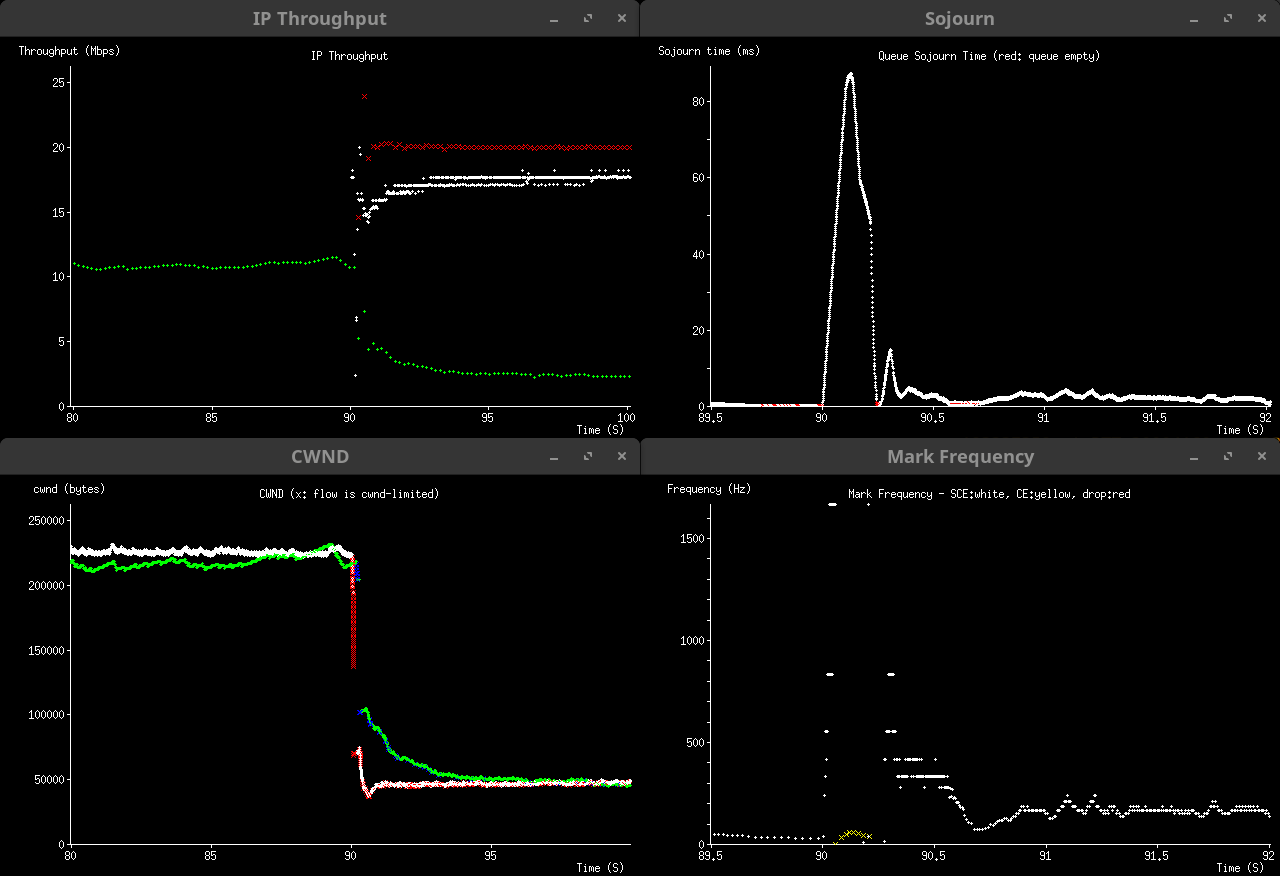 IP Throughput
Throughput (Mbps)
IP Throughput
25
20
15
10
5
0
80
85
90
95
100
Time (S)
Sojourn
Sojourn time (ms)
Queue Sojourn Time (red: queue empty)
80
60
40
20
0
89.5
90
90.5
91
91.5
92
Time (S)
CWND
cwnd (bytes)
CWND (x: flow is cwnd-limited)
250000
200000
150000
100000
50000
0
80
85
90
95
Time (S)
Mark Frequency
Frequency (Hz)
Mark Frequency - SCE:white, CE:yellow, drop:red
1500
1000
500
0
89.5
90
90.5
91
91.5
92
Time (S)